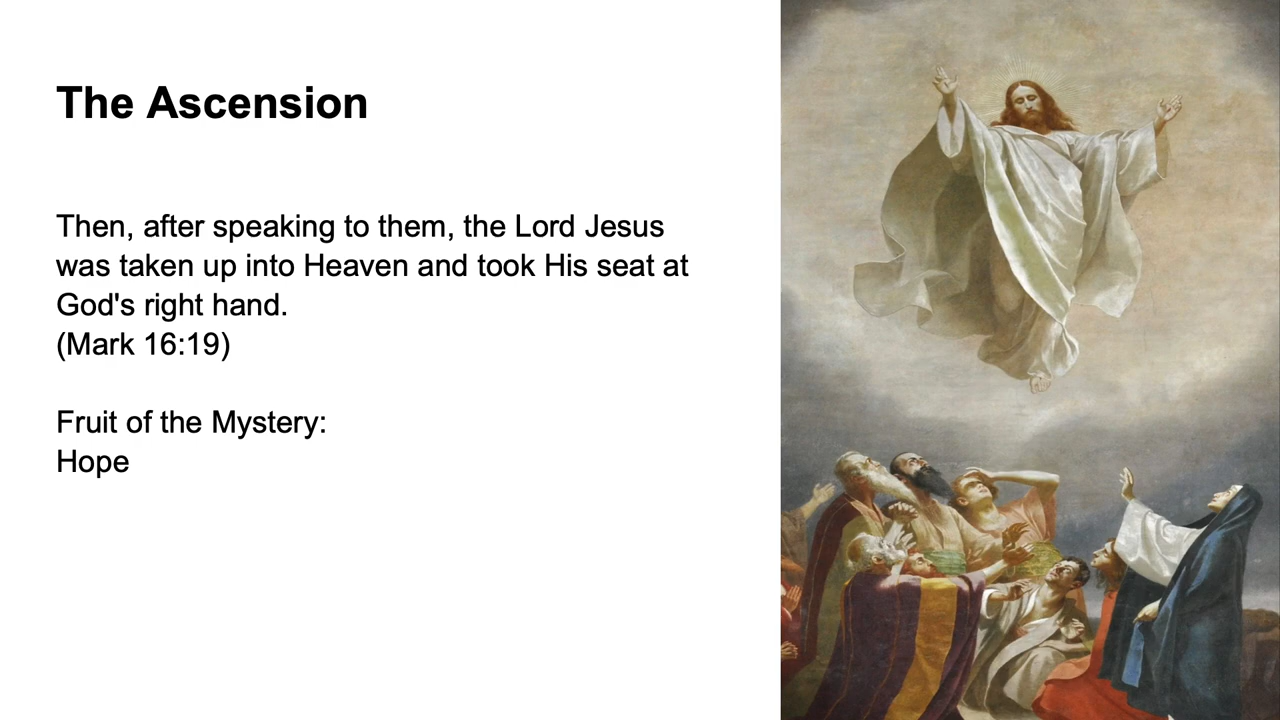 The Ascension
Then, after speaking to them, the Lord Jesus
was taken up into Heaven and took His seat at
God's right hand.
(Mark 16:19)
Fruit of the Mystery:
Hope